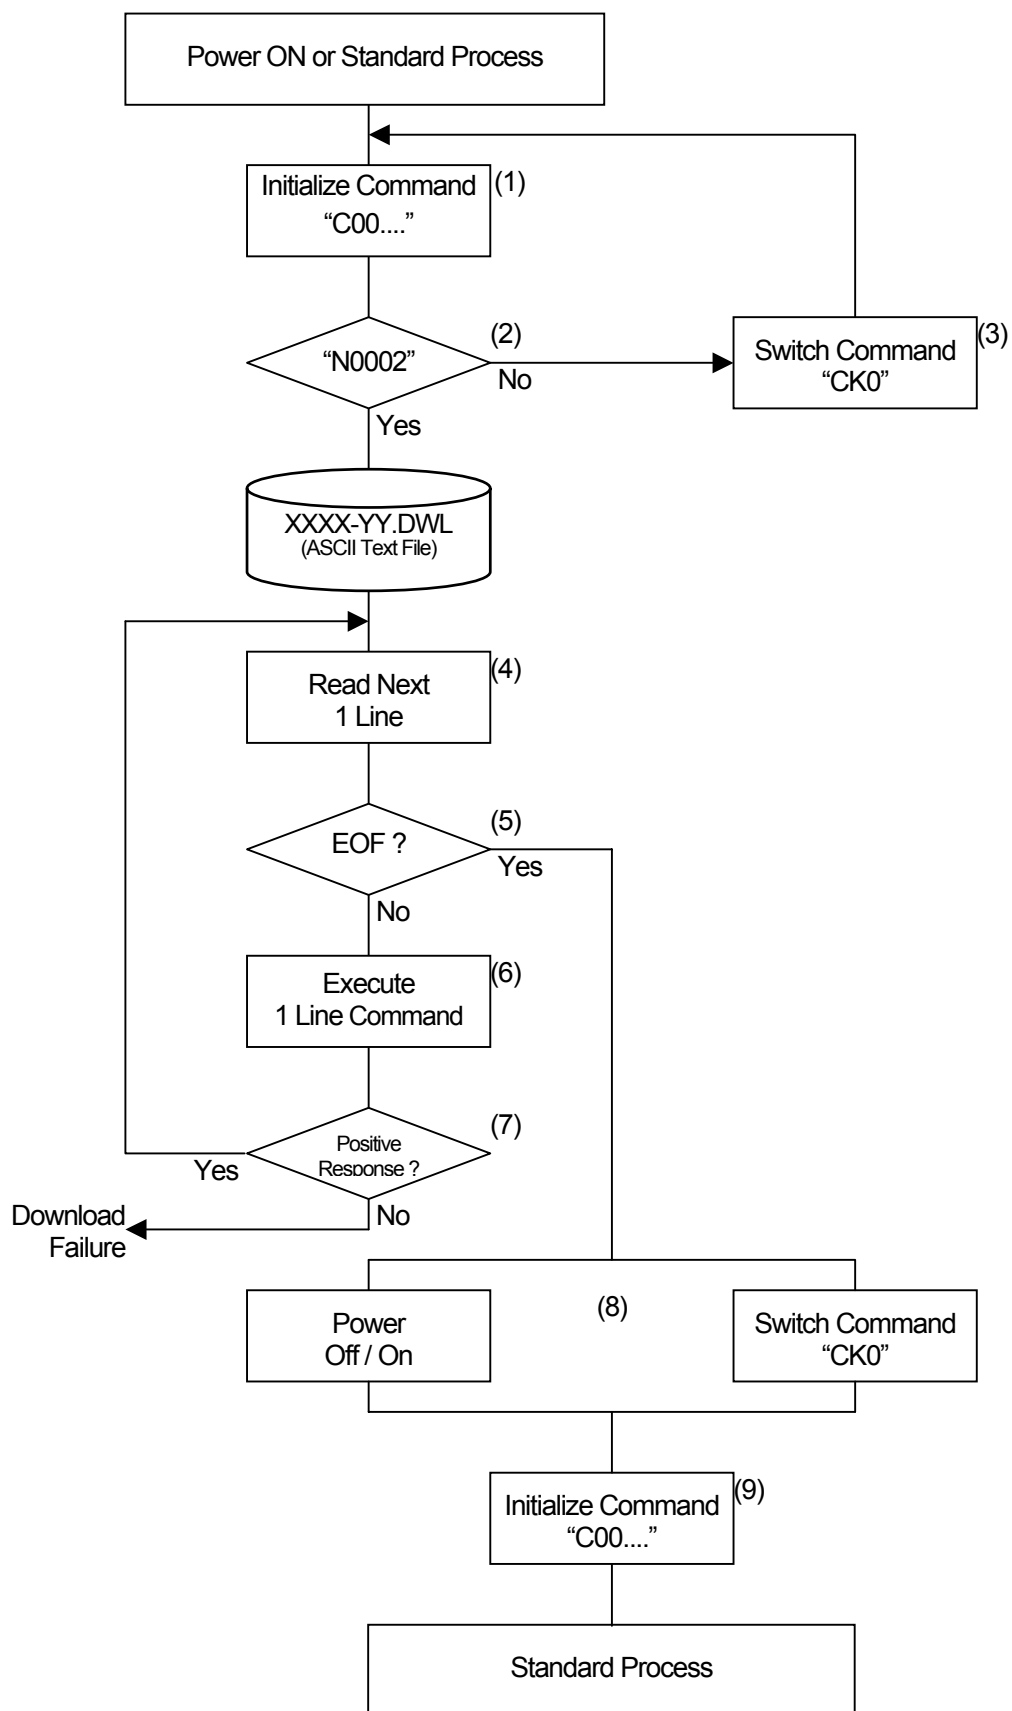 Power ON or Standard Process
Initialize Command
“C00....”
(1)
“N0002”
(2)
No
Yes
Switch Command
“CK0”
(3)
XXXX-YY.DWL
(ASCII Text File)
Read Next
1 Line
(4)
EOF ?
(5)
Yes
No
Execute
1 Line Command
(6)
Positive
Response ?
(7)
Yes
No
Download
Failure
Power
Off / On
(8)
Switch Command
“CK0”
Initialize Command
“C00....”
(9)
Standard Process